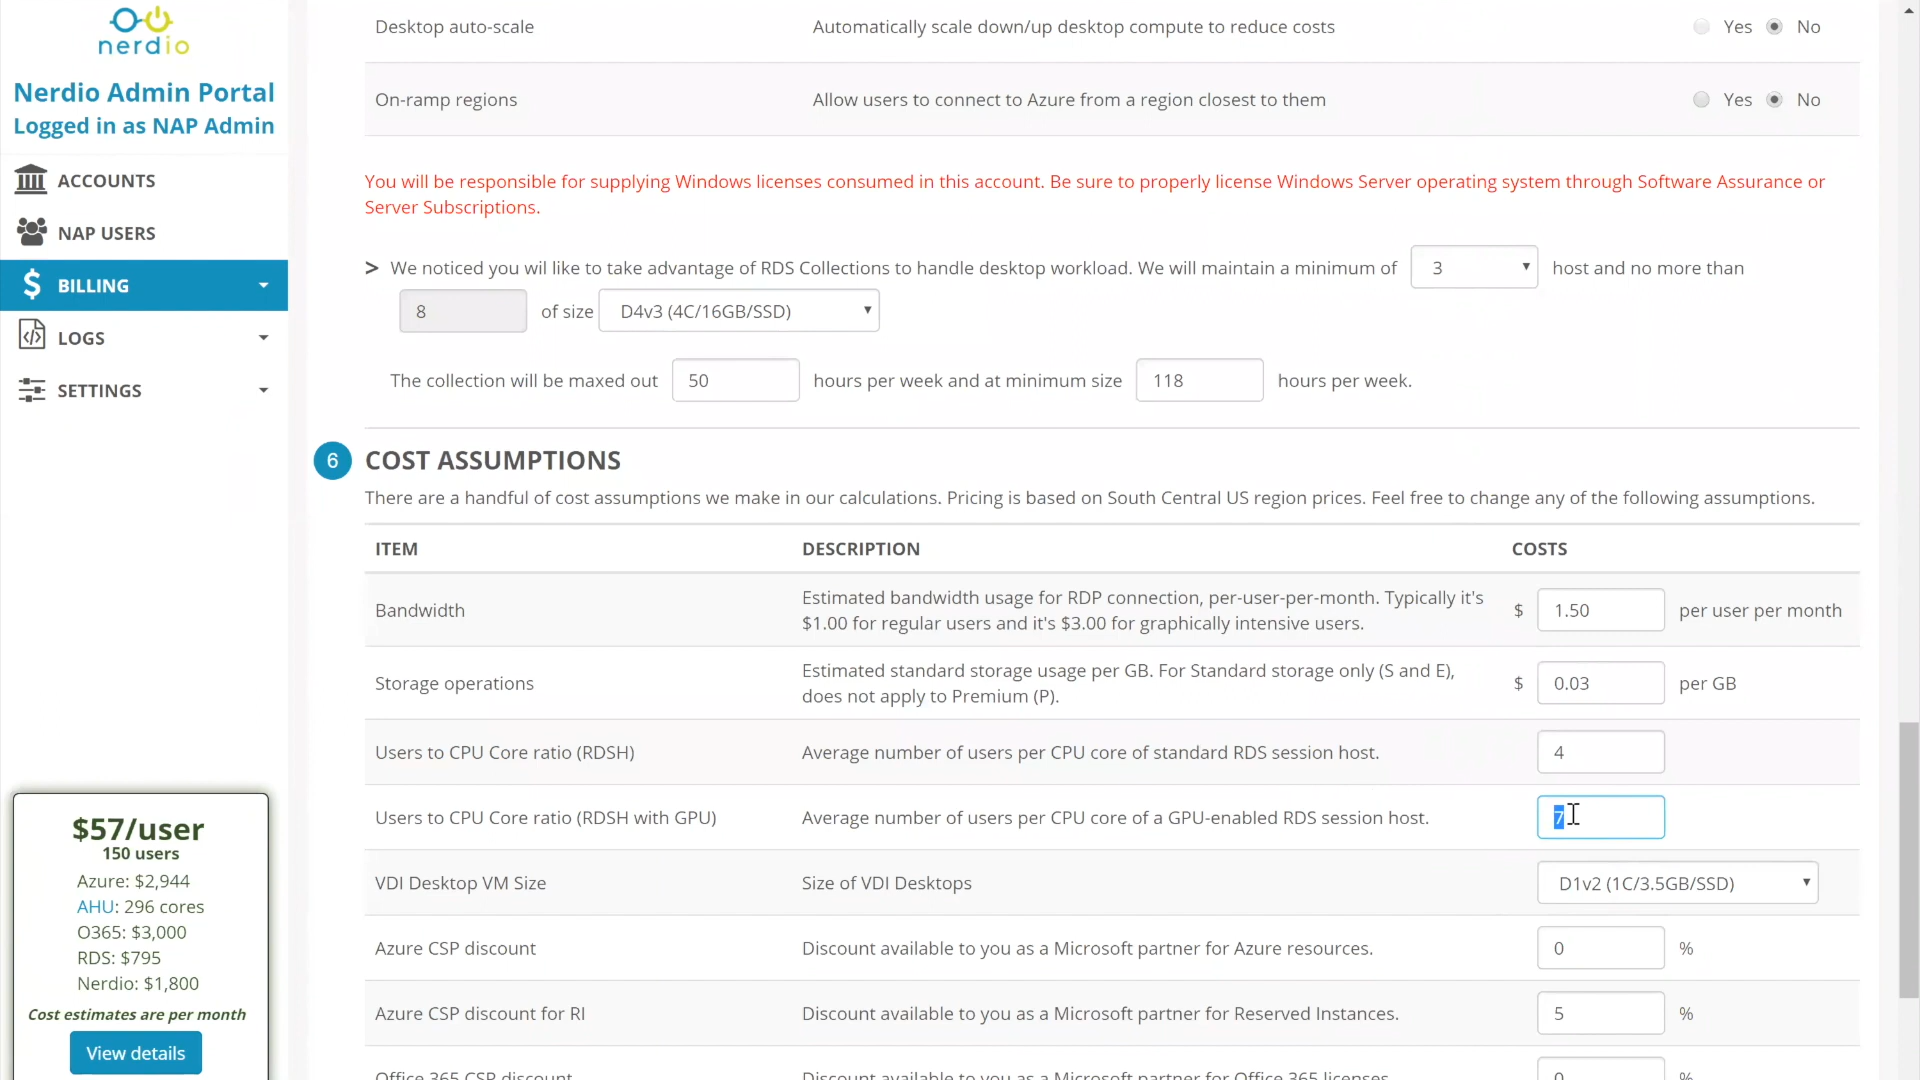 nerdio
Nerdio Admin Portal
Logged in as NAP Admin
ACCOUNTS
NAP USERS
BILLING
LOGS
SETTINGS
$57/user
150 users
Azure: $2,944
AHU: 296 cores
O365: $3,000
RDS: $795
Nerdio: $1,800
Cost estimates are per month
View details
Desktop auto-scale Automatically scale down/up desktop compute to reduce costs Yes No
On-ramp regions Allow users to connect to Azure from a region closest to them Yes No
You will be responsible for supplying Windows licenses consumed in this account. Be sure to properly license Windows Server operating system through Software Assurance or
Server Subscriptions.
> We noticed you wil like to take advantage of RDS Collections to handle desktop workload. We will maintain a minimum of 3 host and no more than
8 of size D4v3 (4C/16GB/SSD)
The collection will be maxed out 50 hours per week and at minimum size 118 hours per week.
6 COST ASSUMPTIONS
There are a handful of cost assumptions we make in our calculations. Pricing is based on South Central US region prices. Feel free to change any of the following assumptions.
ITEM DESCRIPTION COSTS
Bandwidth Estimated bandwidth usage for RDP connection, per-user-per-month. Typically it's
$1.00 for regular users and it's $3.00 for graphically intensive users. $ 1.50 per user per month
Storage operations Estimated standard storage usage per GB. For Standard storage only (S and E),
does not apply to Premium (P). $ 0.03 per GB
Users to CPU Core ratio (RDSH) Average number of users per CPU core of standard RDS session host. 4
Users to CPU Core ratio (RDSH with GPU) Average number of users per CPU core of a GPU-enabled RDS session host. 7
VDI Desktop VM Size Size of VDI Desktops D1v2 (1C/3.5GB/SSD)
Azure CSP discount Discount available to you as a Microsoft partner for Azure resources. 0 %
Azure CSP discount for RI Discount available to you as a Microsoft partner for Reserved Instances. 5 %
Office 365 CSP discount Discount available to you as a Microsoft partner for Office 365 licenses. 0 %